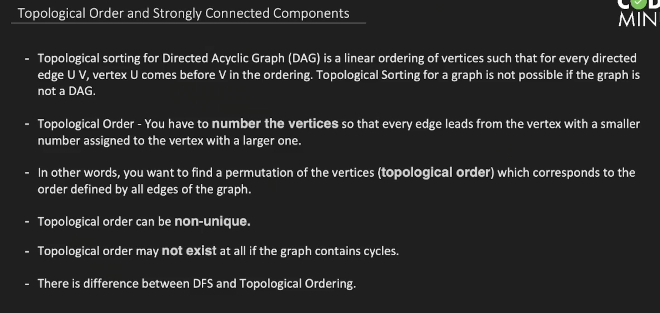 Topological Order and Strongly Connected Components
MIN
- Topological sorting for Directed Acyclic Graph (DAG) is a linear ordering of vertices such that for every directed
edge U V, vertex U comes before V in the ordering. Topological Sorting for a graph is not possible if the graph is
not a DAG.
- Topological Order - You have to number the vertices so that every edge leads from the vertex with a smaller
number assigned to the vertex with a larger one.
- In other words, you want to find a permutation of the vertices (topological order) which corresponds to the
order defined by all edges of the graph.
- Topological order can be non-unique.
- Topological order may not exist at all if the graph contains cycles.
- There is difference between DFS and Topological Ordering.